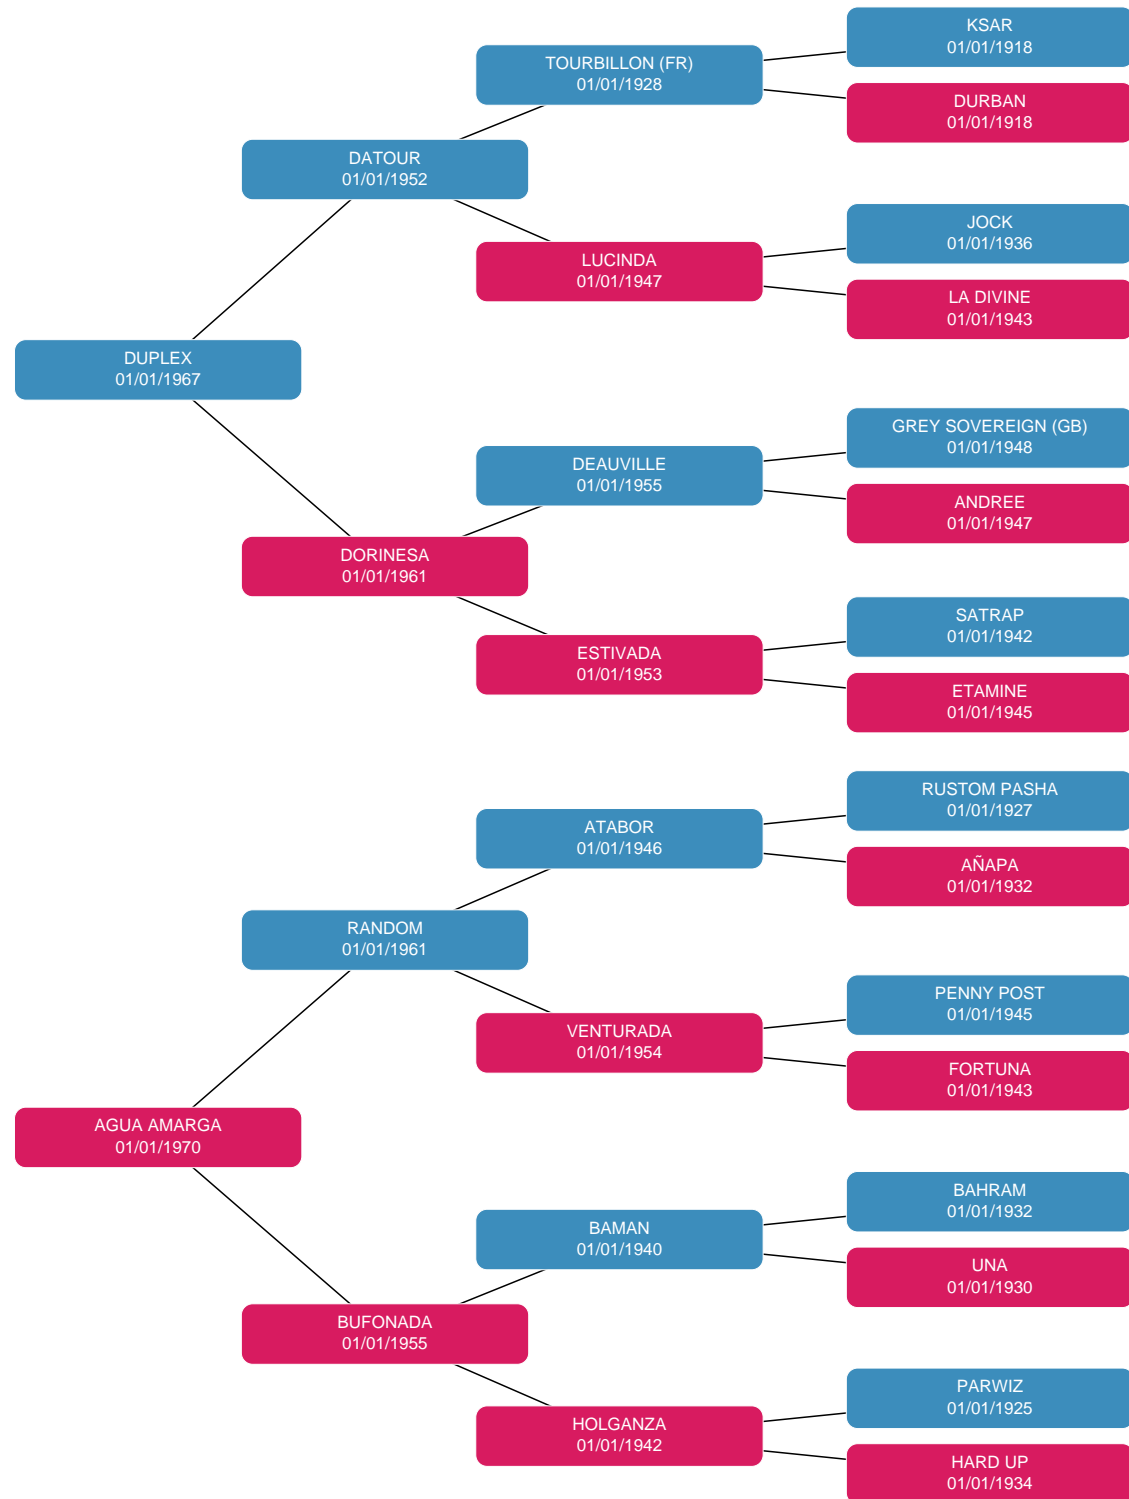 KSAR
01/01/1918
TOURBILLON (FR)
01/01/1928
DURBAN
01/01/1918
DATOUR
01/01/1952
JOCK
01/01/1936
LUCINDA
01/01/1947
LA DIVINE
01/01/1943
DUPLEX
01/01/1967
GREY SOVEREIGN (GB)
01/01/1948
DEAUVILLE
01/01/1955
ANDREE
01/01/1947
DORINESA
01/01/1961
SATRAP
01/01/1942
ESTIVADA
01/01/1953
ETAMINE
01/01/1945
RUSTOM PASHA
01/01/1927
ATABOR
01/01/1946
AÑAPA
01/01/1932
RANDOM
01/01/1961
PENNY POST
01/01/1945
VENTURADA
01/01/1954
FORTUNA
01/01/1943
AGUA AMARGA
01/01/1970
BAHRAM
01/01/1932
BAMAN
01/01/1940
UNA
01/01/1930
BUFONADA
01/01/1955
PARWIZ
01/01/1925
HOLGANZA
01/01/1942
HARD UP
01/01/1934